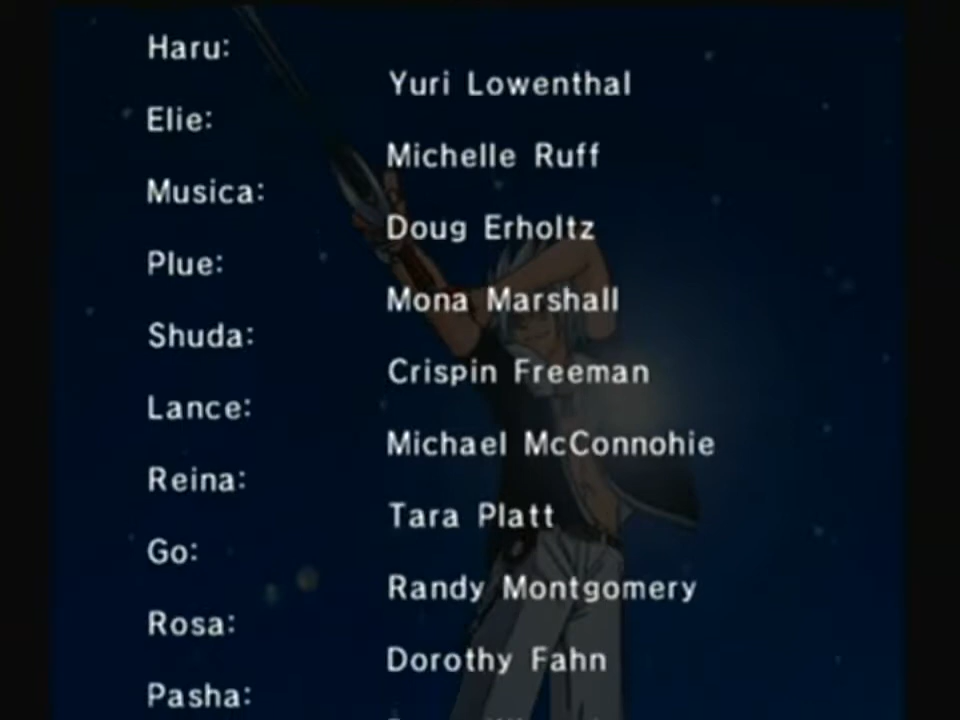 Haru:
Yuri Lowenthal
Elie:
Michelle Ruff
Musica:
Doug Erholtz
Plue:
Mona Marshall
Shuda:
Crispin Freeman
Lance:
Michael McConnohie
Reina:
Tara Platt
Go:
Randy Montgomery
Rosa:
Dorothy Fahn
Pasha: